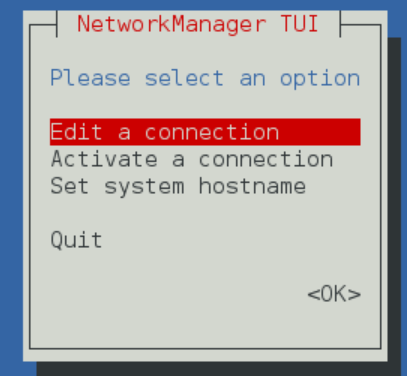 NetworkManager TUI
Please select an option
Edit a connection
Activate a connection
Set system hostname
Quit
<OK>